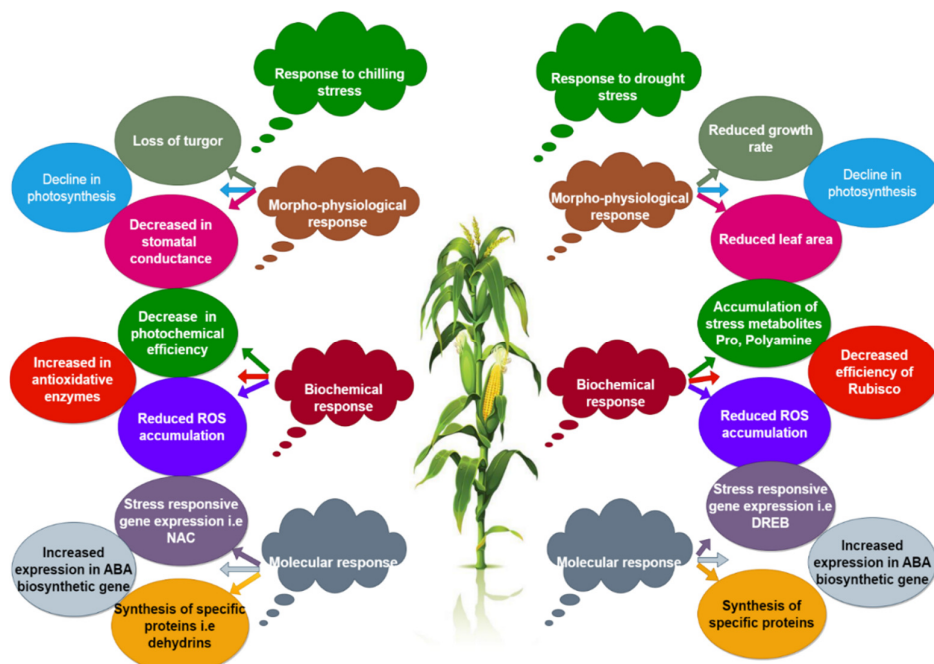 Response to chilling
strress
Loss of turgor
Decline in
photosynthesis
Morpho-physiological
response
Decreased in
stomatal
conductance
Decrease in
photochemical
efficiency
Increased in
antioxidative
enzymes
Biochemical
response
Reduced ROS
accumulation
Stress responsive
gene expression i.e
NAC
Increased
expression in ABA
biosynthetic gene
Molecular response
Synthesis of specific
proteins i.e
dehydrins
Response to drought
stress
Reduced growth
rate
Decline in
photosynthesis
Morpho-physiological
response
Reduced leaf area
Accumulation of
stress metabolites
Pro, Polyamine
Decreased
efficiency of
Rubisco
Biochemical
response
Reduced ROS
accumulation
Stress responsive
gene expression i.e
DREB
Increased
expression in ABA
biosynthetic gene
Molecular response
Synthesis of
specific proteins